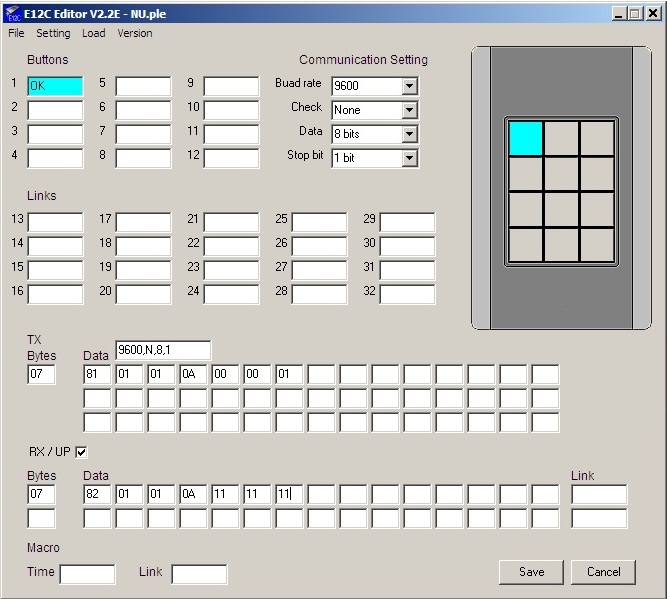 E12C Editor V2.2E - NU.ple
File Setting Load Version
Buttons Communication Setting
1 OK 5 9 Buad rate 9600
2 6 10 Check None
3 7 11 Data 8 bits
4 8 12 Stop bit 1 bit
Links
13 17 21 25 29
14 18 22 26 30
15 19 23 27 31
16 20 24 28 32
TX
Bytes Data 9600,N,8,1
07 81 01 01 0A 00 00 01
RX / UP
Bytes Data Link
07 82 01 01 0A 11 11 11
Macro
Time Link Save Cancel